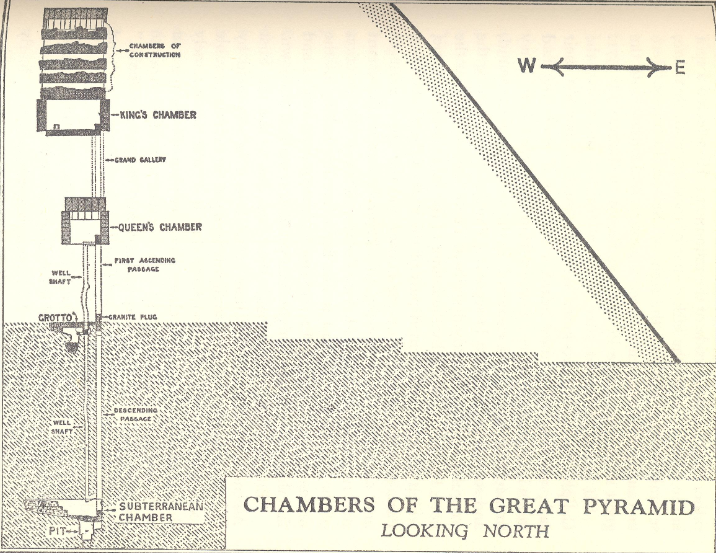 CHAMBERS OF
CONSTRUCTION
W E
KING'S CHAMBER
GRAND GALLERY
QUEEN'S CHAMBER
FIRST ASCENDING
PASSAGE
WELL
SHAFT
GROTTO
GRANITE PLUG
DESCENDING
PASSAGE
WELL
SHAFT
SUBTERRANEAN
CHAMBER
PIT
CHAMBERS OF THE GREAT PYRAMID
LOOKING NORTH